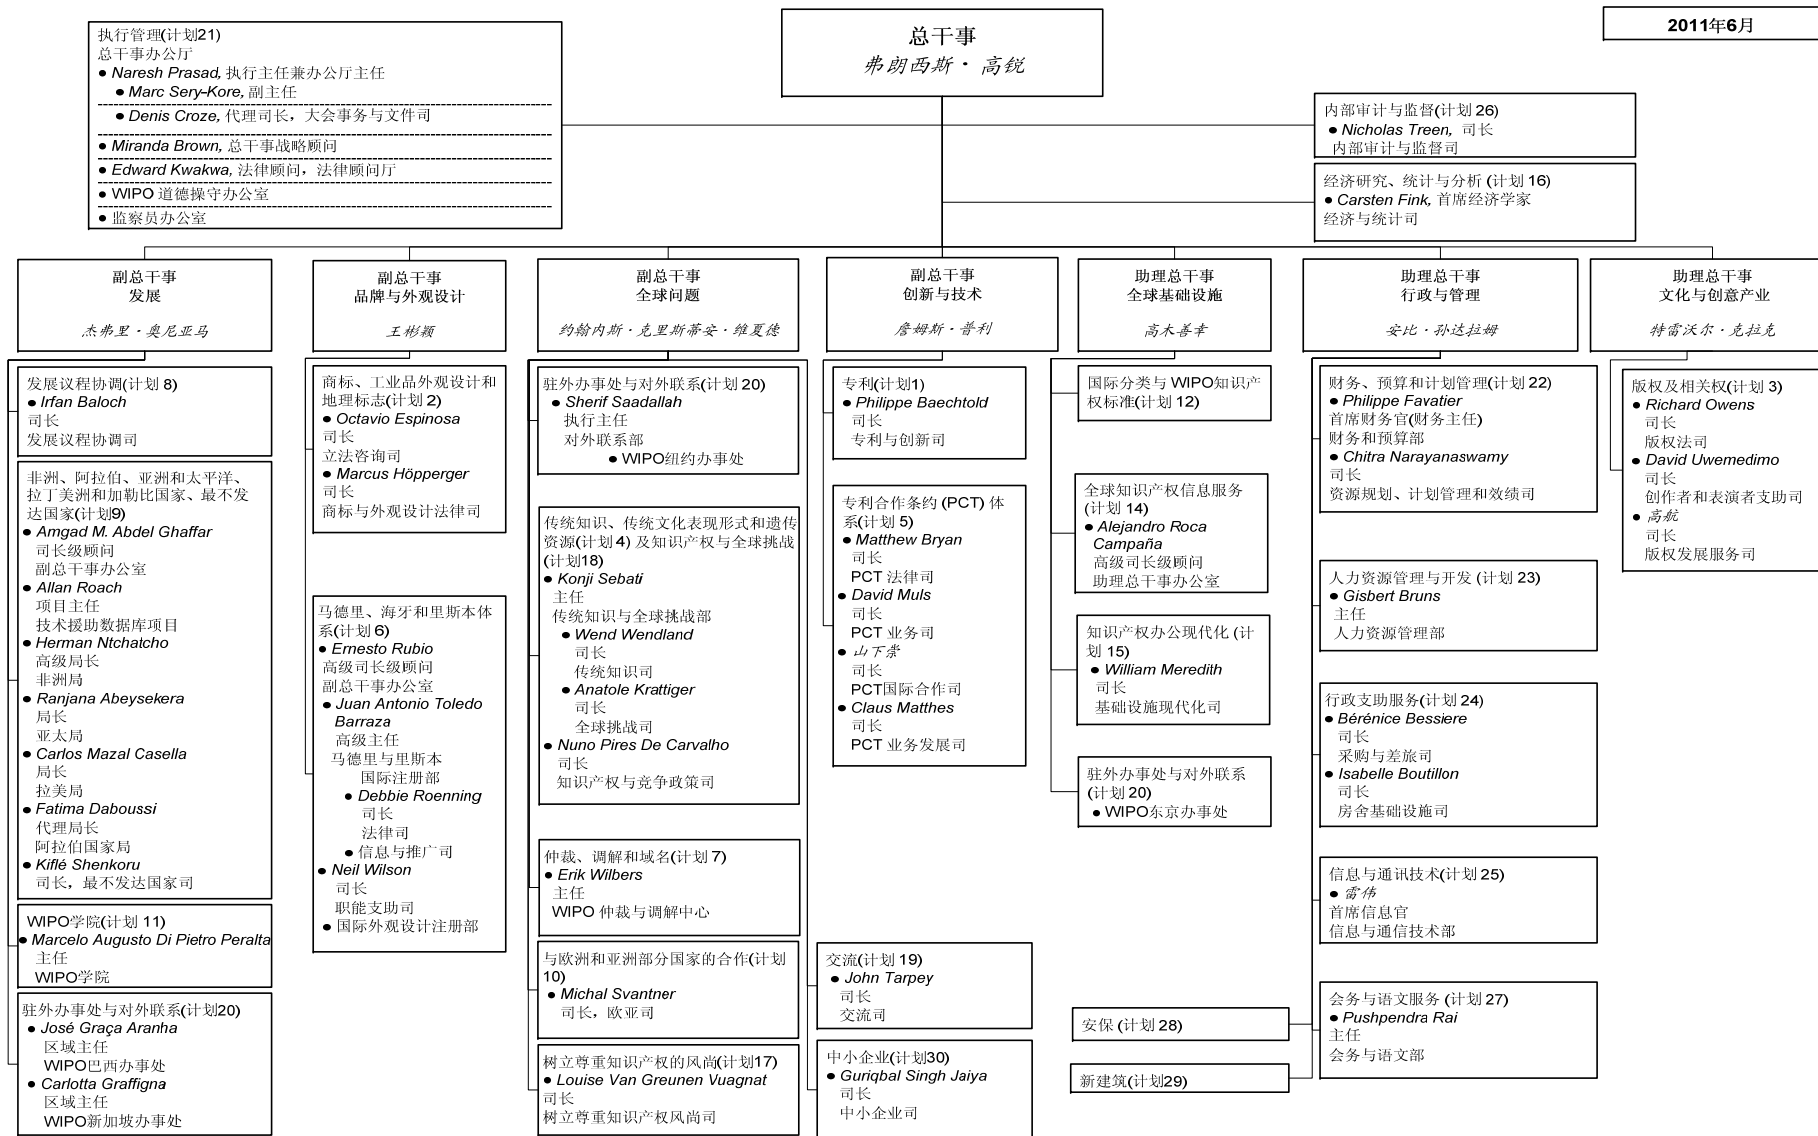 2011年6月
总干事
弗朗西斯·高锐
执行管理(计划21)
总干事办公厅
● Naresh Prasad, 执行主任兼办公厅主任
● Marc Sery-Kore, 副主任
● Denis Croze, 代理司长，大会事务与文件司
● Miranda Brown, 总干事战略顾问
● Edward Kwakwa, 法律顾问，法律顾问厅
● WIPO 道德操守办公室
● 监察员办公室
内部审计与监督(计划 26)
● Nicholas Treen, 司长
内部审计与监督司
经济研究、统计与分析 (计划 16)
● Carsten Fink, 首席经济学家
经济与统计司
副总干事
发展
杰弗里·奥尼亚马
发展议程协调(计划 8)
● Irfan Baloch
司长
发展议程协调司
非洲、阿拉伯、亚洲和太平洋、
拉丁美洲和加勒比国家、最不发
达国家(计划9)
● Amgad M. Abdel Ghaffar
司长级顾问
副总干事办公室
● Allan Roach
项目主任
技术援助数据库项目
● Herman Ntchatcho
高级局长
非洲局
● Ranjana Abeysekera
局长
亚太局
● Carlos Mazal Casella
局长
拉美局
● Fatima Daboussi
代理局长
阿拉伯国家局
● Kiflé Shenkoru
司长，最不发达国家司
WIPO学院(计划 11)
● Marcelo Augusto Di Pietro Peralta
主任
WIPO学院
驻外办事处与对外联系(计划20)
● José Graça Aranha
区域主任
WIPO巴西办事处
● Carlotta Graffigna
区域主任
WIPO新加坡办事处
副总干事
品牌与外观设计
王彬颖
商标、工业品外观设计和
地理标志(计划 2)
● Octavio Espinosa
司长
立法咨询司
● Marcus Höpperger
司长
商标与外观设计法律司
马德里、海牙和里斯本体
系(计划 6)
● Ernesto Rubio
高级司长级顾问
副总干事办公室
● Juan Antonio Toledo
Barraza
高级主任
马德里与里斯本
国际注册部
● Debbie Roenning
司长
法律司
● 信息与推广司
● Neil Wilson
司长
职能支助司
● 国际外观设计注册部
副总干事
全球问题
约翰内斯·克里斯蒂安·维夏德
驻外办事处与对外联系(计划 20)
● Sherif Saadallah
执行主任
对外联系部
● WIPO纽约办事处
传统知识、传统文化表现形式和遗传
资源(计划 4) 及知识产权与全球挑战
(计划18)
● Konji Sebati
主任
传统知识与全球挑战部
● Wend Wendland
司长
传统知识司
● Anatole Krattiger
司长
全球挑战司
● Nuno Pires De Carvalho
司长
知识产权与竞争政策司
仲裁、调解和域名(计划 7)
● Erik Wilbers
主任
WIPO 仲裁与调解中心
与欧洲和亚洲部分国家的合作(计划
10)
● Michal Svantner
司长，欧亚司
树立尊重知识产权的风尚(计划17)
● Louise Van Greunen Vuagnat
司长
树立尊重知识产权风尚司
交流(计划 19)
● John Tarpey
司长
交流司
中小企业(计划30)
● Guriqbal Singh Jaiya
司长
中小企业司
副总干事
创新与技术
詹姆斯·普利
专利(计划1)
● Philippe Baechtold
司长
专利与创新司
专利合作条约 (PCT) 体
系(计划 5)
● Matthew Bryan
司长
PCT 法律司
● David Muls
司长
PCT 业务司
● 山下崇
司长
PCT国际合作司
● Claus Matthes
司长
PCT 业务发展司
助理总干事
全球基础设施
高木善幸
国际分类与 WIPO知识产
权标准(计划 12)
全球知识产权信息服务
(计划 14)
● Alejandro Roca
Campaña
高级司长级顾问
助理总干事办公室
知识产权办公现代化 (计
划 15)
● William Meredith
司长
基础设施现代化司
驻外办事处与对外联系
(计划 20)
● WIPO东京办事处
助理总干事
行政与管理
安比·孙达拉姆
财务、预算和计划管理(计划 22)
● Philippe Favatier
首席财务官(财务主任)
财务和预算部
● Chitra Narayanaswamy
司长
资源规划、计划管理和效绩司
人力资源管理与开发 (计划 23)
● Gisbert Bruns
主任
人力资源管理部
行政支助服务(计划 24)
● Bérénice Bessiere
司长
采购与差旅司
● Isabelle Boutillon
司长
房舍基础设施司
信息与通讯技术(计划 25)
● 雷伟
首席信息官
信息与通信技术部
会务与语文服务 (计划 27)
● Pushpendra Rai
主任
会务与语文部
安保 (计划 28)
新建筑(计划29)
助理总干事
文化与创意产业
特雷沃尔·克拉克
版权及相关权(计划 3)
● Richard Owens
司长
版权法司
● David Uwemedimo
司长
创作者和表演者支助司
● 高航
司长
版权发展服务司